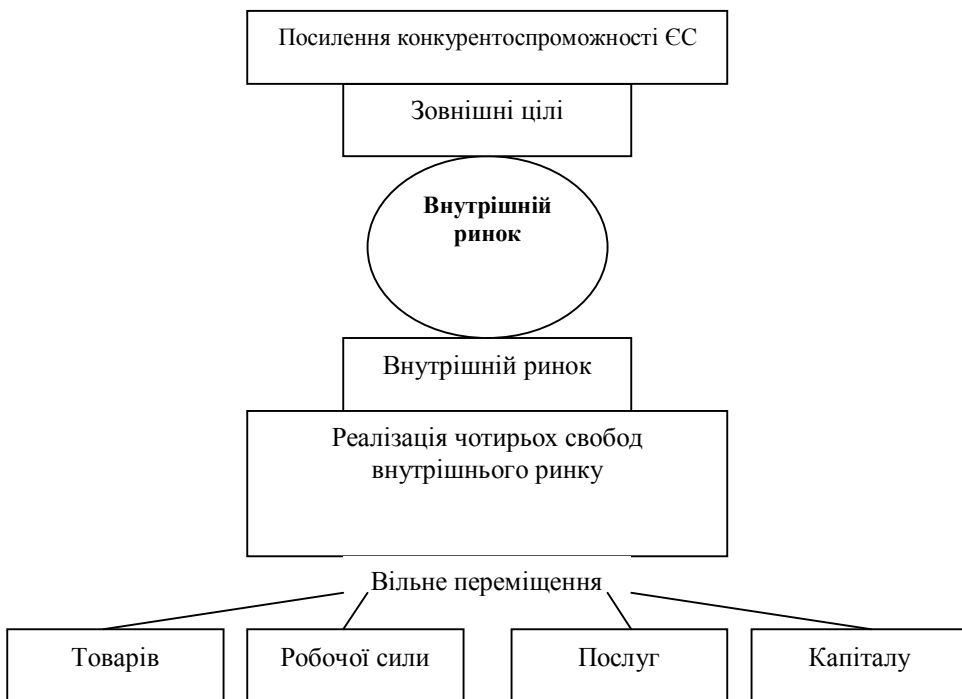 Посилення конкурентоспроможності ЄС
Зовнішні цілі
Внутрішній
ринок
Внутрішній ринок
Реалізація чотирьох свобод
внутрішнього ринку
Вільне переміщення
Товарів
Робочої сили
Послуг
Капіталу